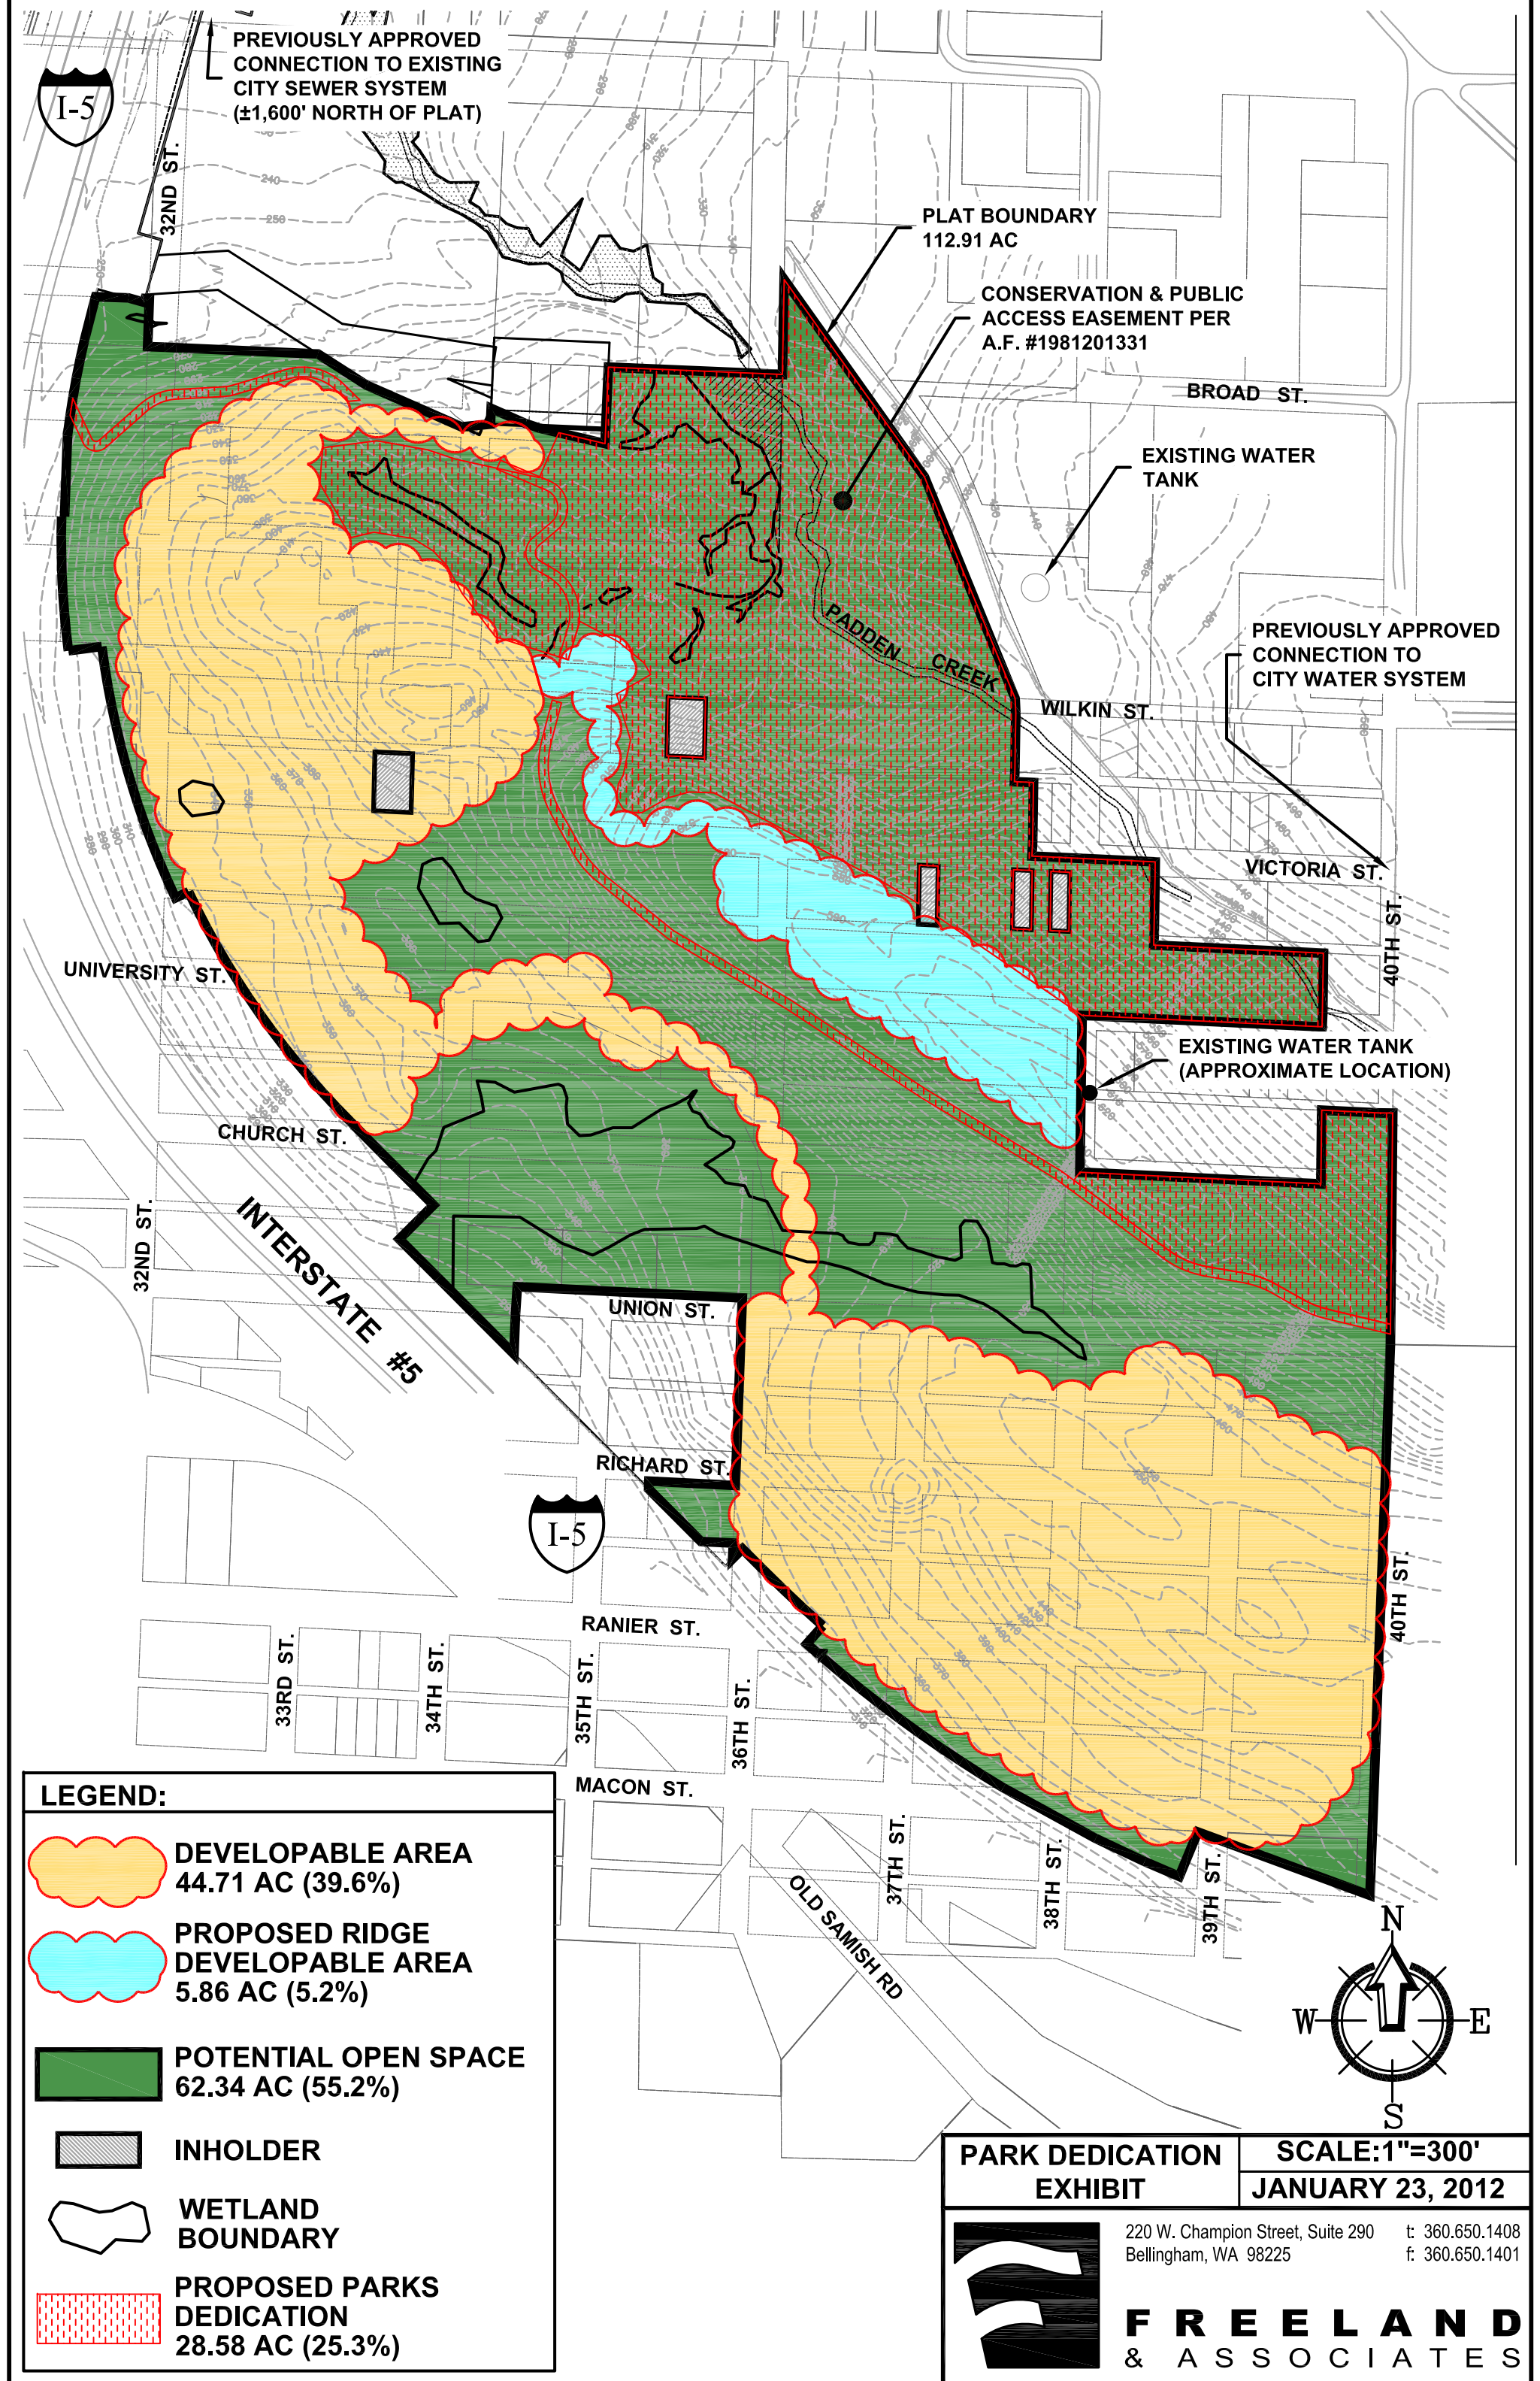 PREVIOUSLY APPROVED
CONNECTION TO EXISTING
CITY SEWER SYSTEM
(±1,600' NORTH OF PLAT)
I-5
32ND ST.
240
250
PLAT BOUNDARY
112.91 AC
CONSERVATION & PUBLIC
ACCESS EASEMENT PER
A.F. #1981201331
BROAD ST.
EXISTING WATER
TANK
PADDEN CREEK
PREVIOUSLY APPROVED
CONNECTION TO
CITY WATER SYSTEM
WILKIN ST.
VICTORIA ST.
40TH ST.
UNIVERSITY ST.
EXISTING WATER TANK
(APPROXIMATE LOCATION)
CHURCH ST.
32ND ST.
INTERSTATE #5
UNION ST.
RICHARD ST.
I-5
40TH ST.
RANIER ST.
33RD ST.
34TH ST.
35TH ST.
36TH ST.
MACON ST.
37TH ST.
38TH ST.
39TH ST.
OLD SAMISH RD
LEGEND:
DEVELOPABLE AREA
44.71 AC (39.6%)
PROPOSED RIDGE
DEVELOPABLE AREA
5.86 AC (5.2%)
POTENTIAL OPEN SPACE
62.34 AC (55.2%)
INHOLDER
WETLAND
BOUNDARY
PROPOSED PARKS
DEDICATION
28.58 AC (25.3%)
N
W
E
S
PARK DEDICATION
EXHIBIT
SCALE:1"=300'
JANUARY 23, 2012
220 W. Champion Street, Suite 290 t: 360.650.1408
Bellingham, WA 98225 f: 360.650.1401
FREELAND
& ASSOCIATES